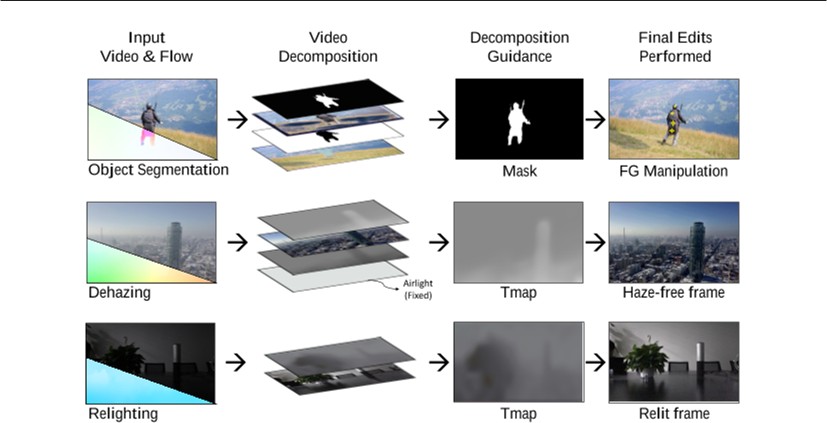 Input
Video & Flow
Video
Decomposition
Decomposition
Guidance
Final Edits
Performed
Object Segmentation
Mask
FG Manipulation
Dehazing
Airlight
(Fixed)
Tmap
Haze-free frame
Relighting
Tmap
Relit frame